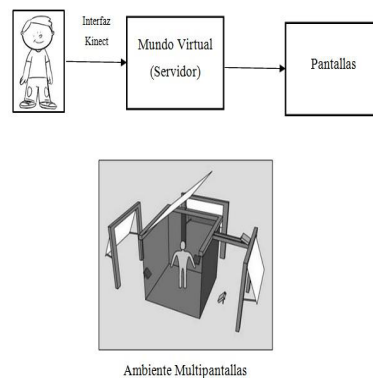 Interfaz
Kinect
Mundo Virtual
(Servidor)
Pantallas
Ambiente Multipantallas